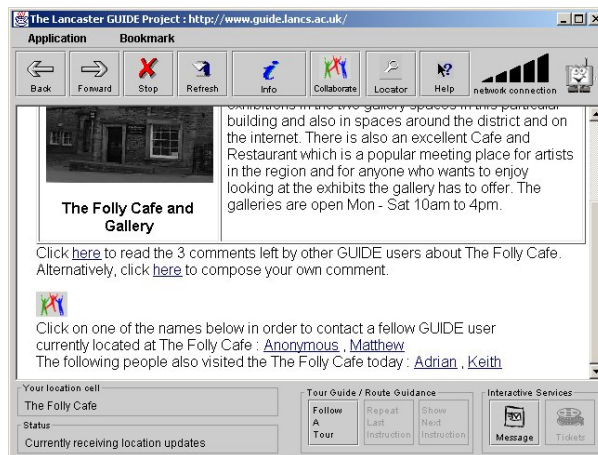 The Lancaster GUIDE Project : http://www.guide.lancs.ac.uk/
Application Bookmark
Back Forward Stop Refresh Info Collaborate Locator Help network connection
exhibitions in the two gallery spaces in this particular
building and also in spaces around the district and on
the internet. There is also an excellent Cafe and
Restaurant which is a popular meeting place for artists
in the region and for anyone who wants to enjoy
looking at the exhibits the gallery has to offer. The
galleries are open Mon - Sat 10am to 4pm.
The Folly Cafe and
Gallery
Click here to read the 3 comments left by other GUIDE users about The Folly Cafe.
Alternatively, click here to compose your own comment.
Click on one of the names below in order to contact a fellow GUIDE user
currently located at The Folly Cafe : Anonymous , Matthew
The following people also visited the The Folly Cafe today : Adrian , Keith
Your location cell
The Folly Cafe
Status
Currently receiving location updates
Tour Guide / Route Guidance
Follow
A
Tour
Repeat
Last
Instruction
Show
Next
Instruction
Interactive Services
Message
Tickets